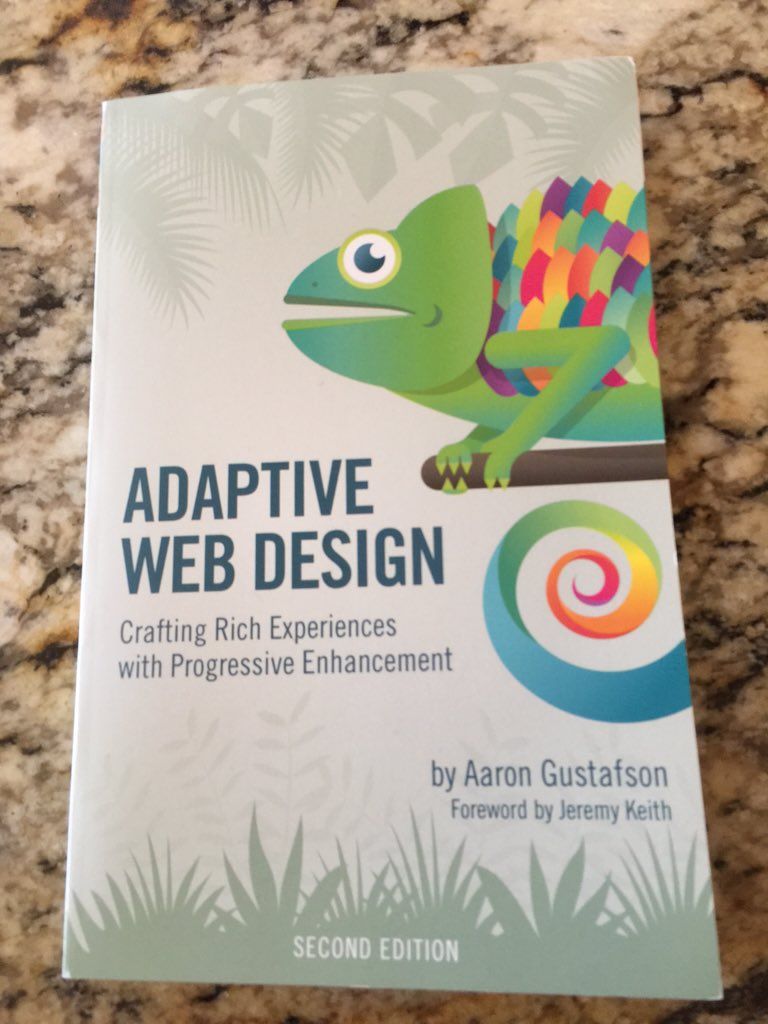 ADAPTIVE
WEB DESIGN
Crafting Rich Experiences
with Progressive Enhancement
by Aaron Gustafson
Foreword by Jeremy Keith
SECOND EDITION